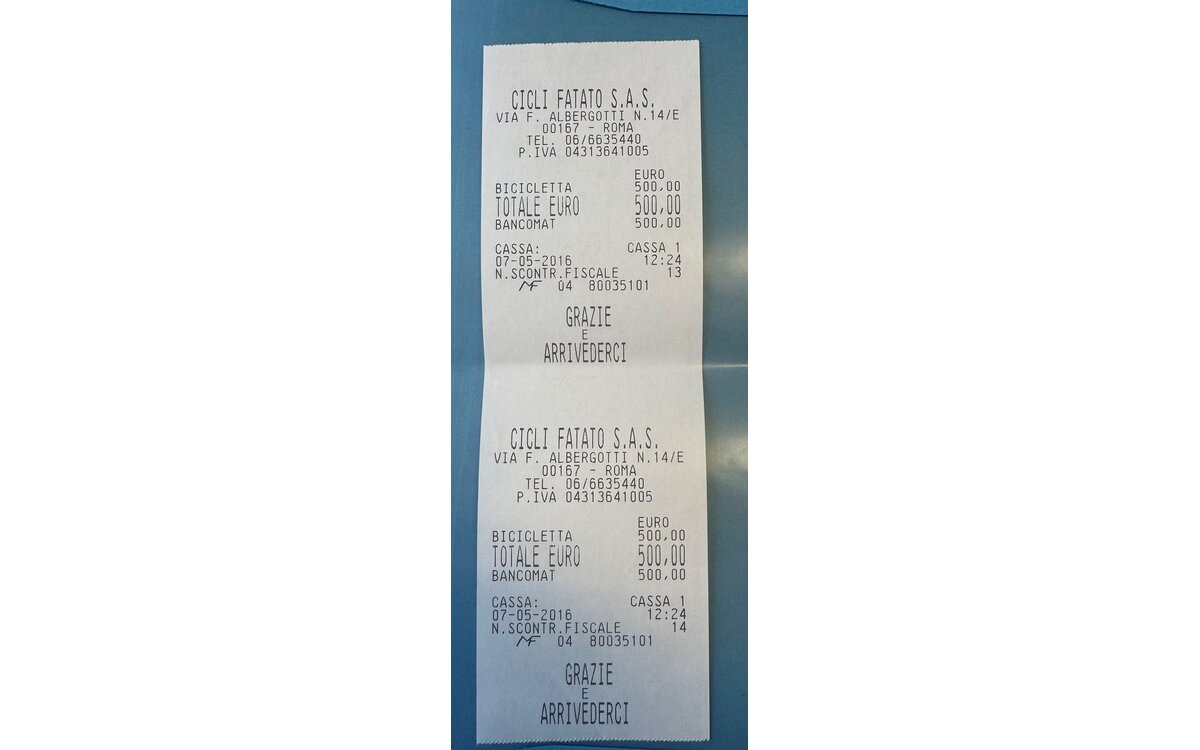 CICLI FATATO S.A.S.
VIA F. ALBERGOTTI N.14/E
00167 - ROMA
TEL. 06/6635440
P.IVA 04313641005
EURO
BICICLETTA 500,00
TOTALE EURO 500,00
BANCOMAT 500,00
CASSA: CASSA 1
07-05-2016 12:24
N.SCONTR.FISCALE 13
MF 04 80035101
GRAZIE
E
ARRIVEDERCI
CICLI FATATO S.A.S.
VIA F. ALBERGOTTI N.14/E
00167 - ROMA
TEL. 06/6635440
P.IVA 04313641005
EURO
BICICLETTA 500,00
TOTALE EURO 500,00
BANCOMAT 500,00
CASSA: CASSA 1
07-05-2016 12:24
N.SCONTR.FISCALE 14
MF 04 80035101
GRAZIE
E
ARRIVEDERCI